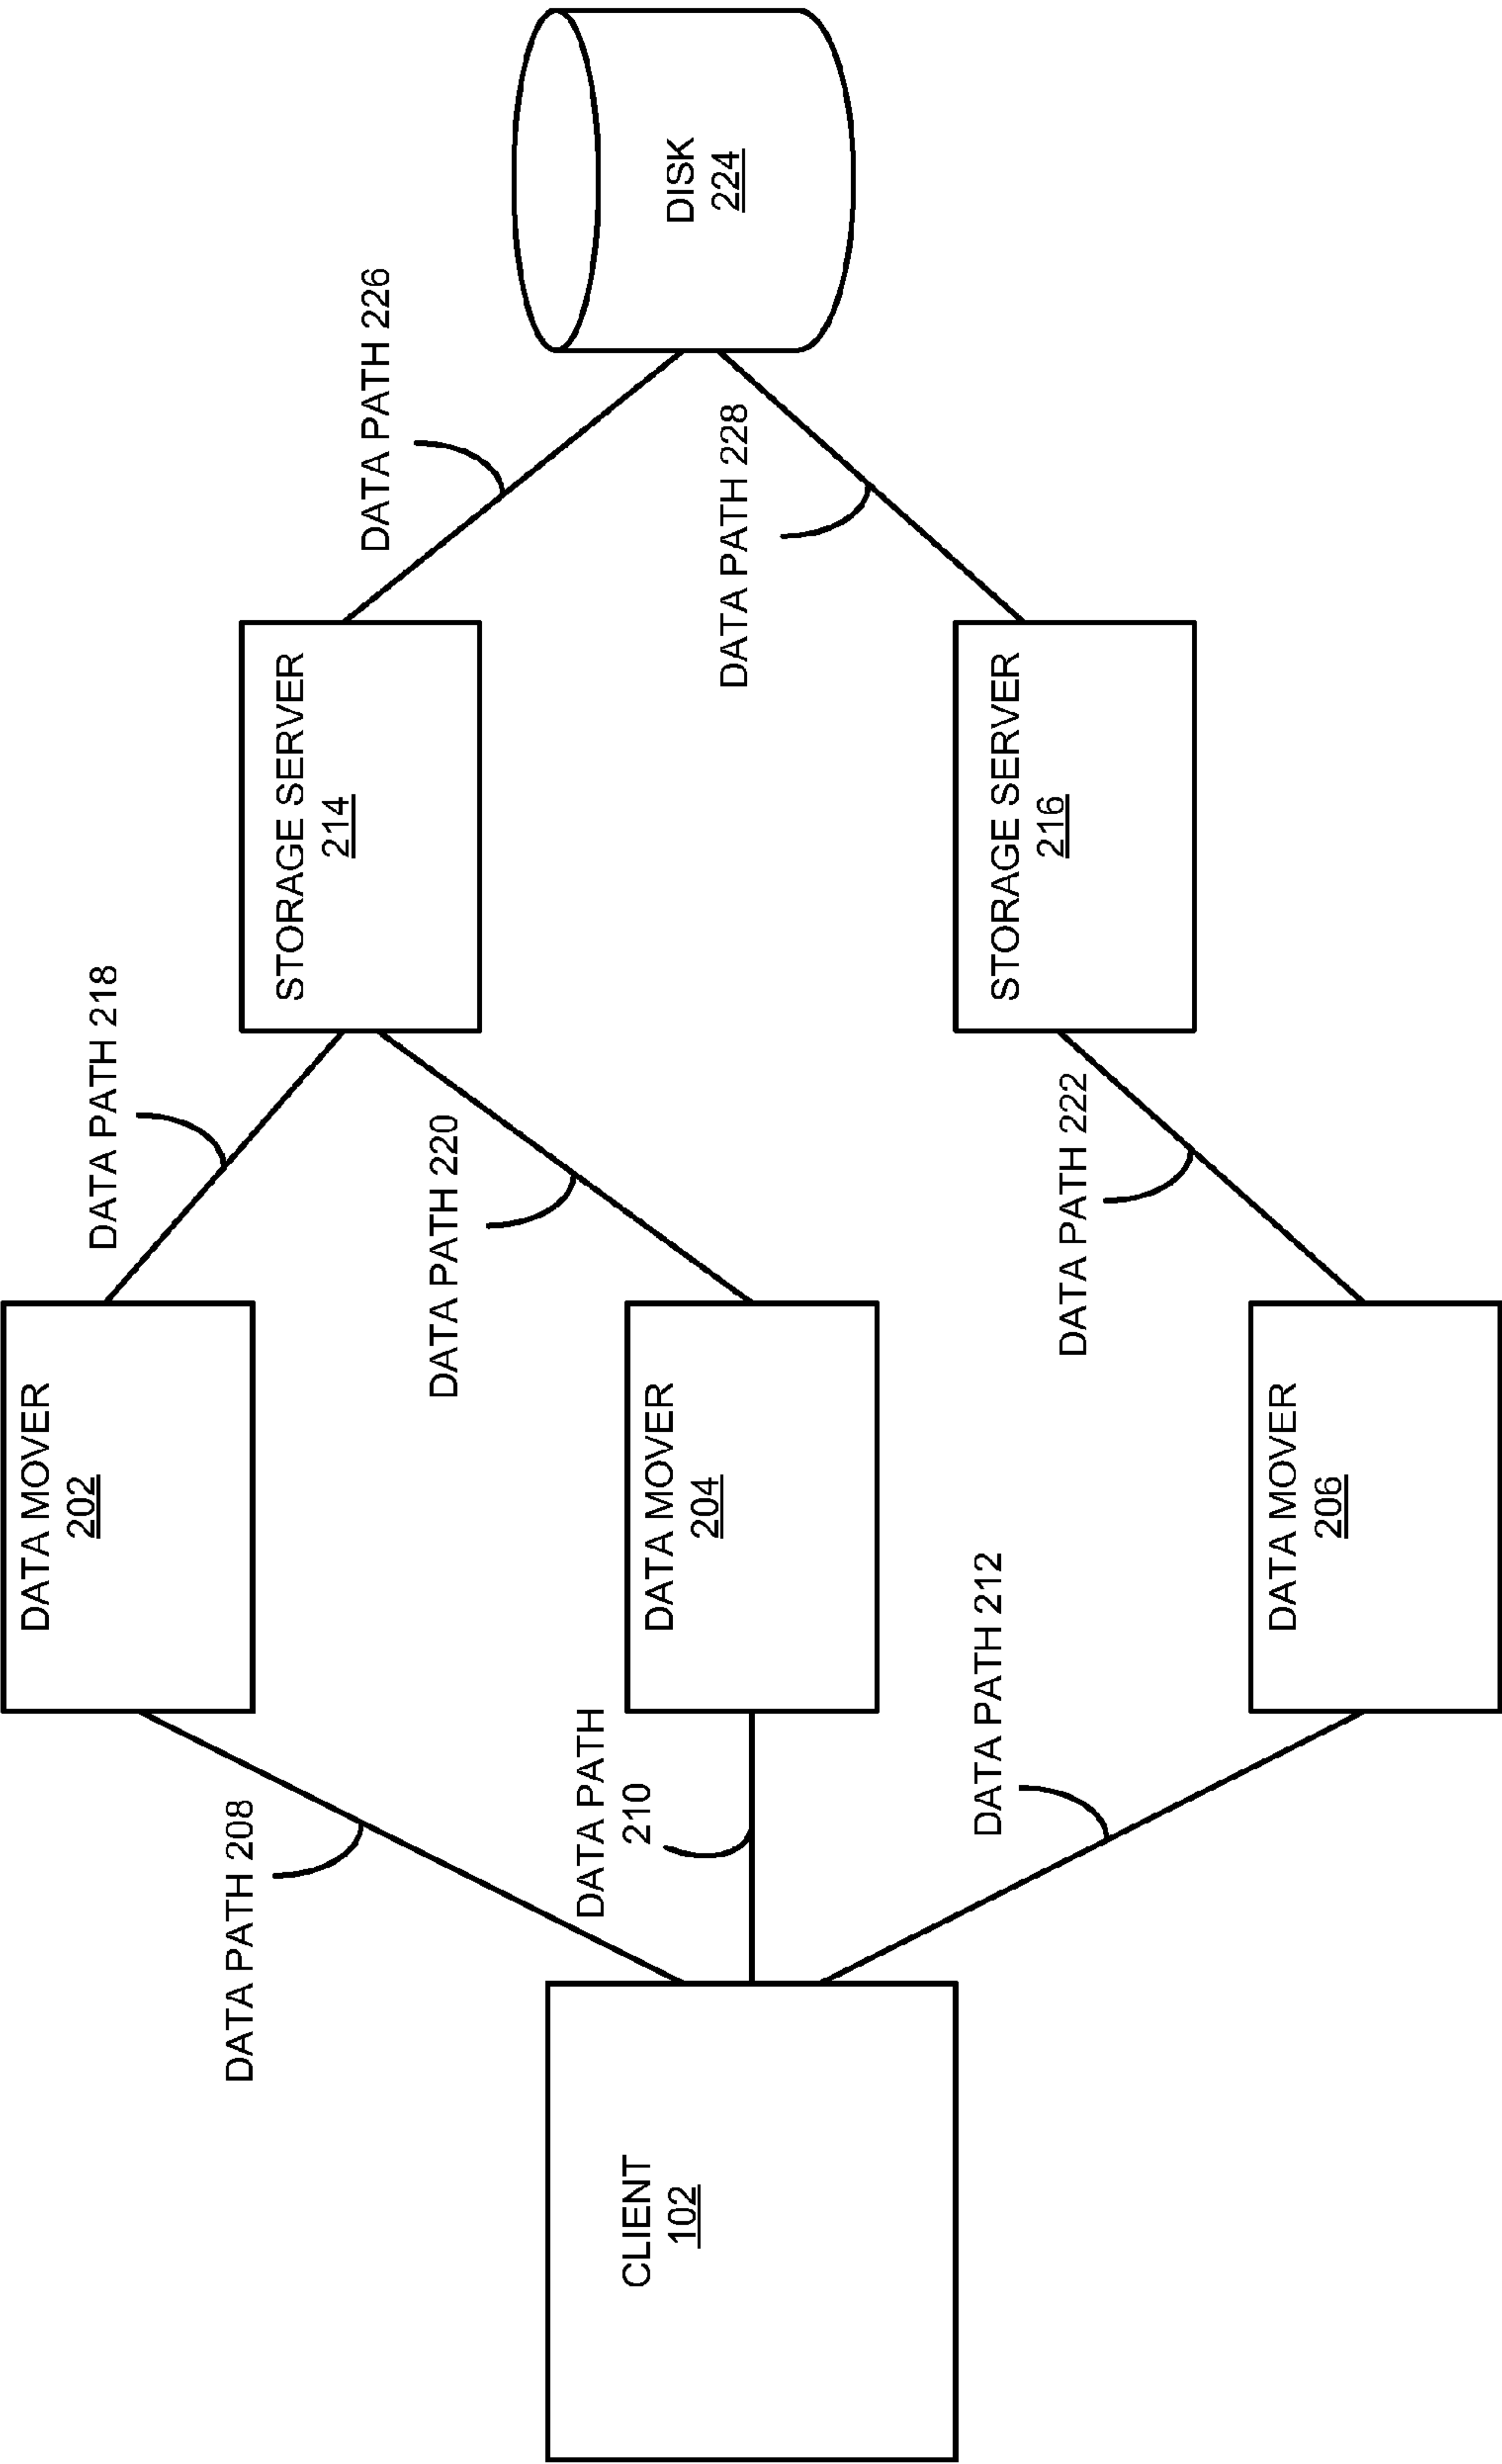 DATA MOVER
202
DATA PATH 218
DATA PATH 208
STORAGE SERVER
214
DATA PATH 226
DATA PATH 220
DATA PATH
210
CLIENT
102
DATA MOVER
204
DISK
224
DATA PATH 228
DATA PATH 212
DATA PATH 222
STORAGE SERVER
216
DATA MOVER
206